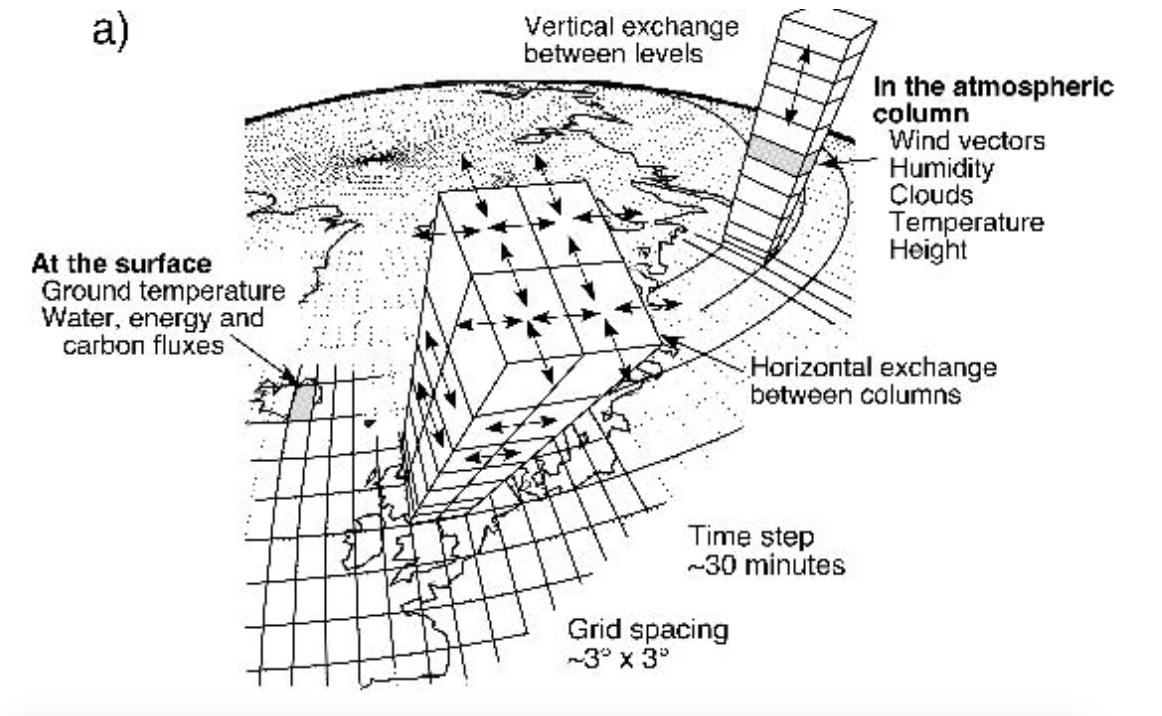 a)
Vertical exchange
between levels
In the atmospheric
column
Wind vectors
Humidity
Clouds
Temperature
Height
At the surface
Ground temperature
Water, energy and
carbon fluxes
Horizontal exchange
between columns
Time step
~30 minutes
Grid spacing
~3° x 3°